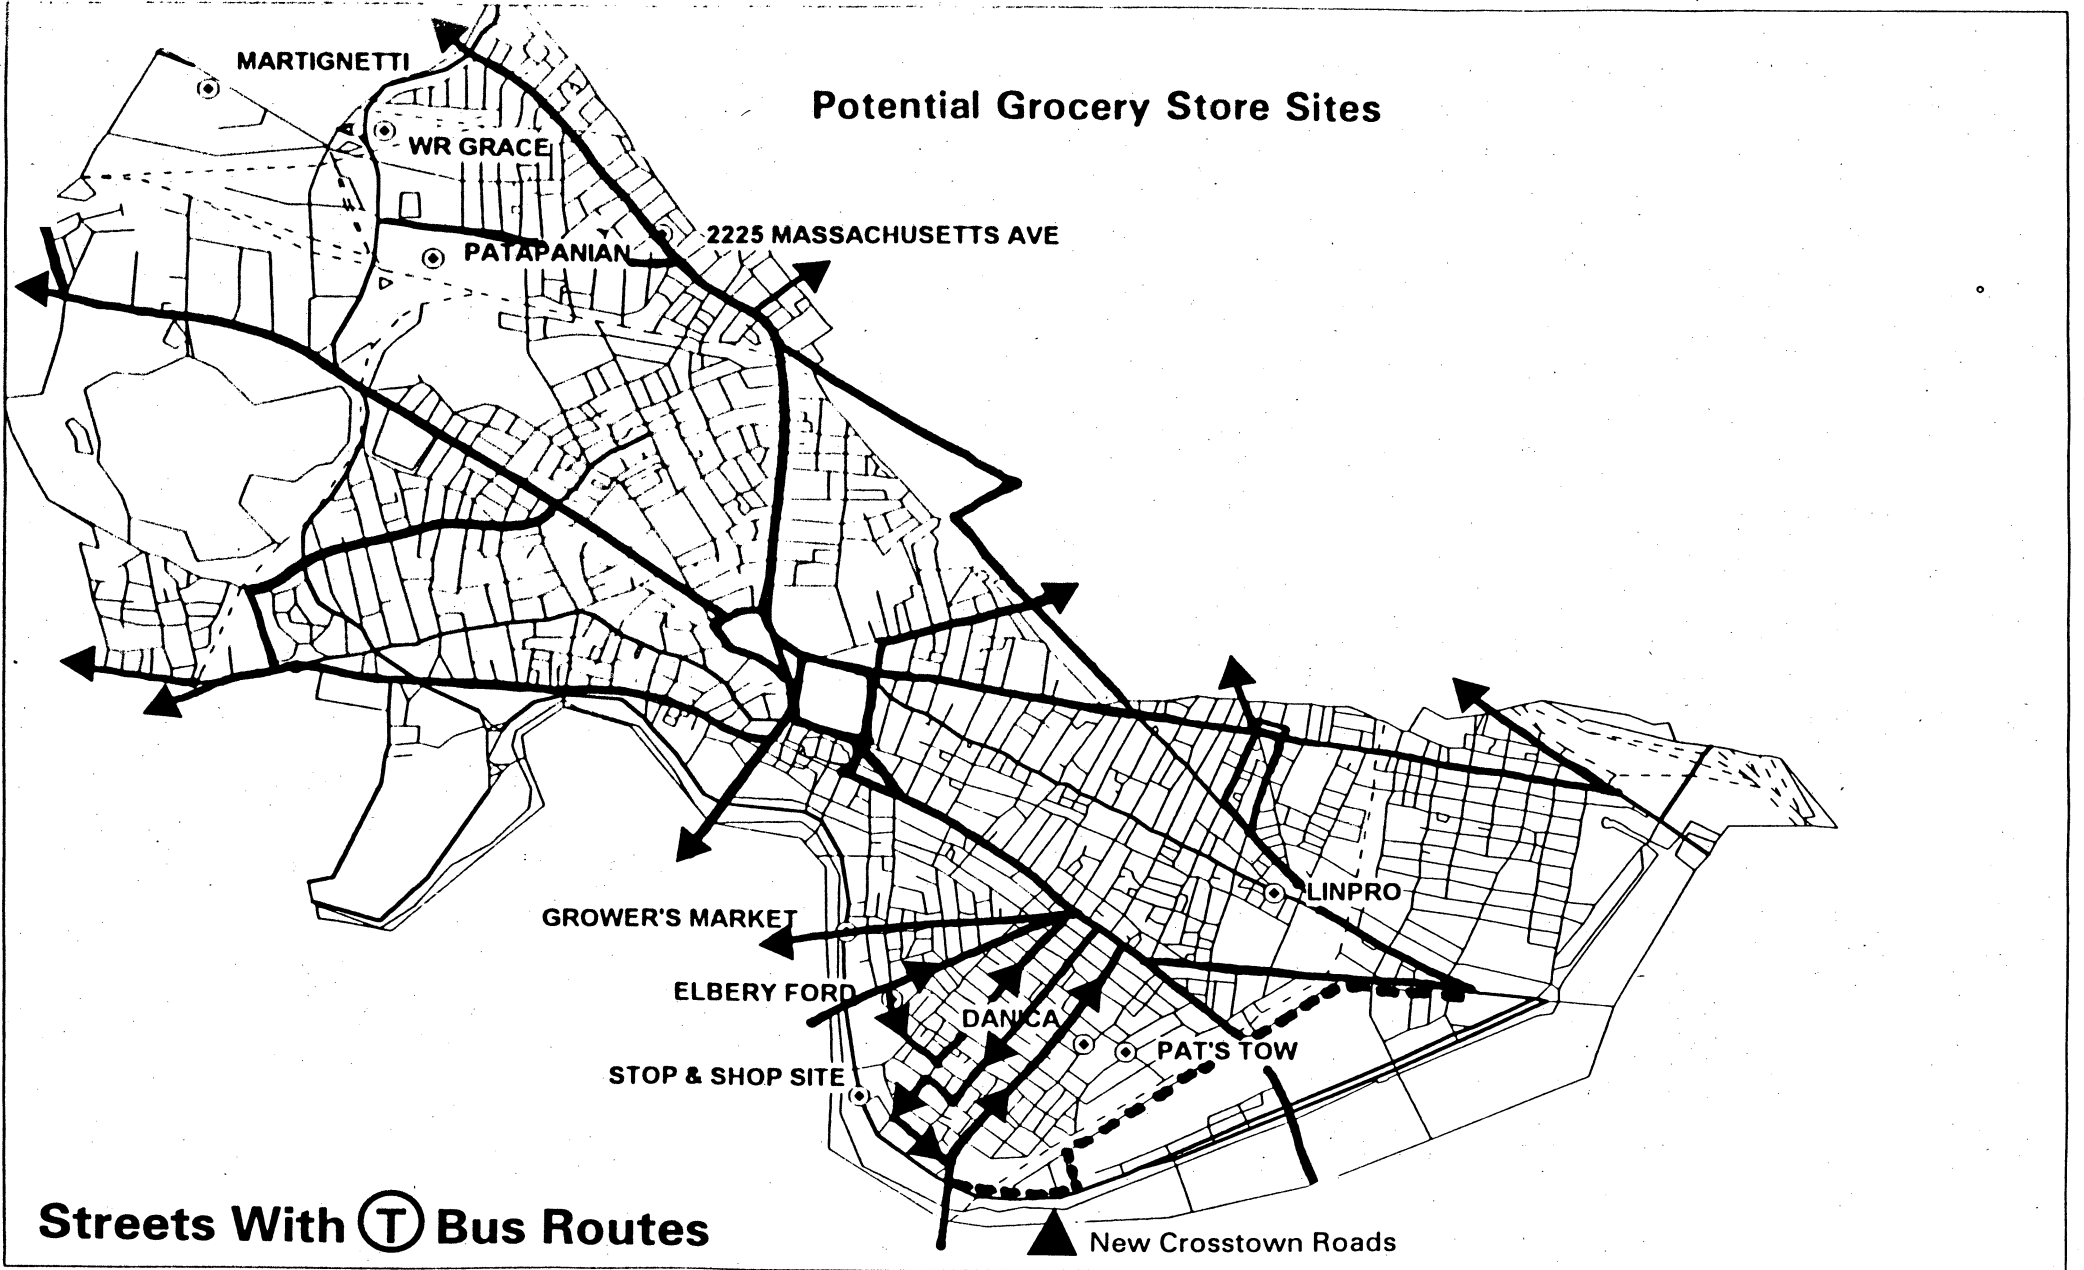 MARTIGNETTI
Potential Grocery Store Sites
WR GRACE
2225 MASSACHUSETTS AVE
PATAPANIAN
LINPRO
GROWER'S MARKET
ELBERY FORD
DANICA
PAT'S TOW
STOP & SHOP SITE
Streets With T Bus Routes
New Crosstown Roads